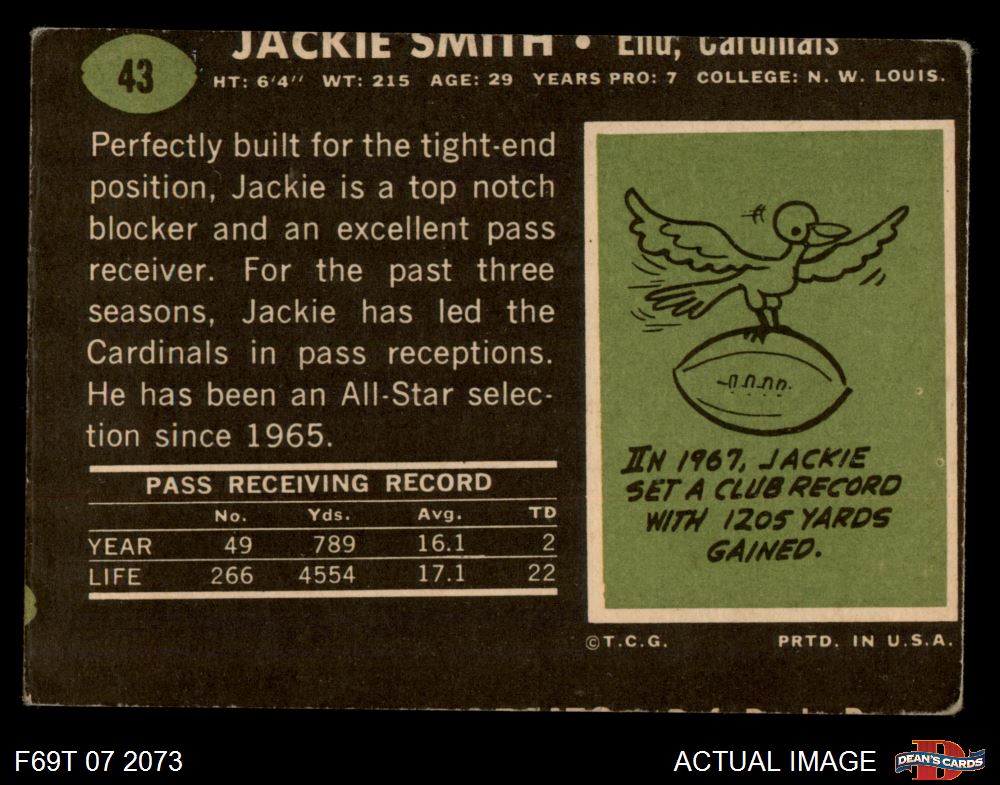 43
JACKIE SMITH • End, Cardinals
HT: 6'4'' WT: 215 AGE: 29 YEARS PRO: 7 COLLEGE: N. W. LOUIS.
Perfectly built for the tight-end
position, Jackie is a top notch
blocker and an excellent pass
receiver. For the past three
seasons, Jackie has led the
Cardinals in pass receptions.
He has been an All-Star selec-
tion since 1965.
PASS RECEIVING RECORD
No. Yds. Avg. TD
YEAR 49 789 16.1 2
LIFE 266 4554 17.1 22
IN 1967, JACKIE
SET A CLUB RECORD
WITH 1205 YARDS
GAINED.
©T.C.G. PRTD. IN U.S.A.
F69T 07 2073
ACTUAL IMAGE
DEAN'S CARDS